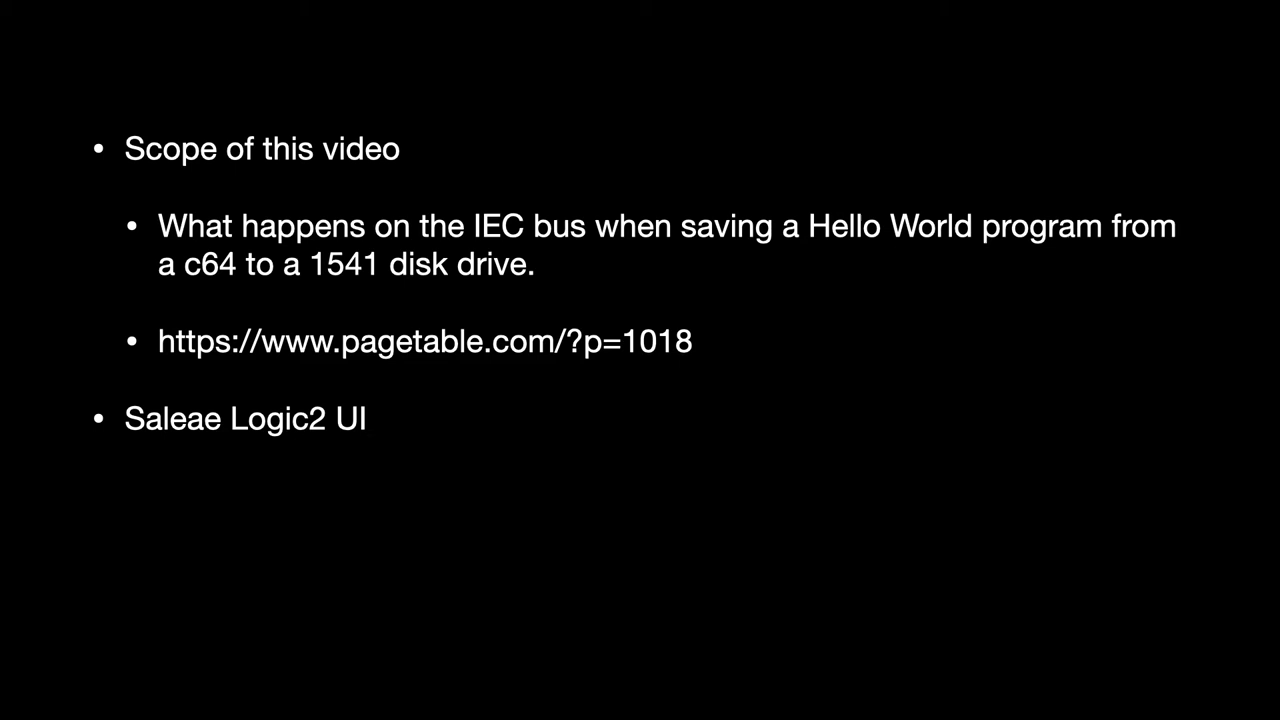 • Scope of this video
• What happens on the IEC bus when saving a Hello World program from
a c64 to a 1541 disk drive.
• https://www.pagetable.com/?p=1018
• Saleae Logic2 UI